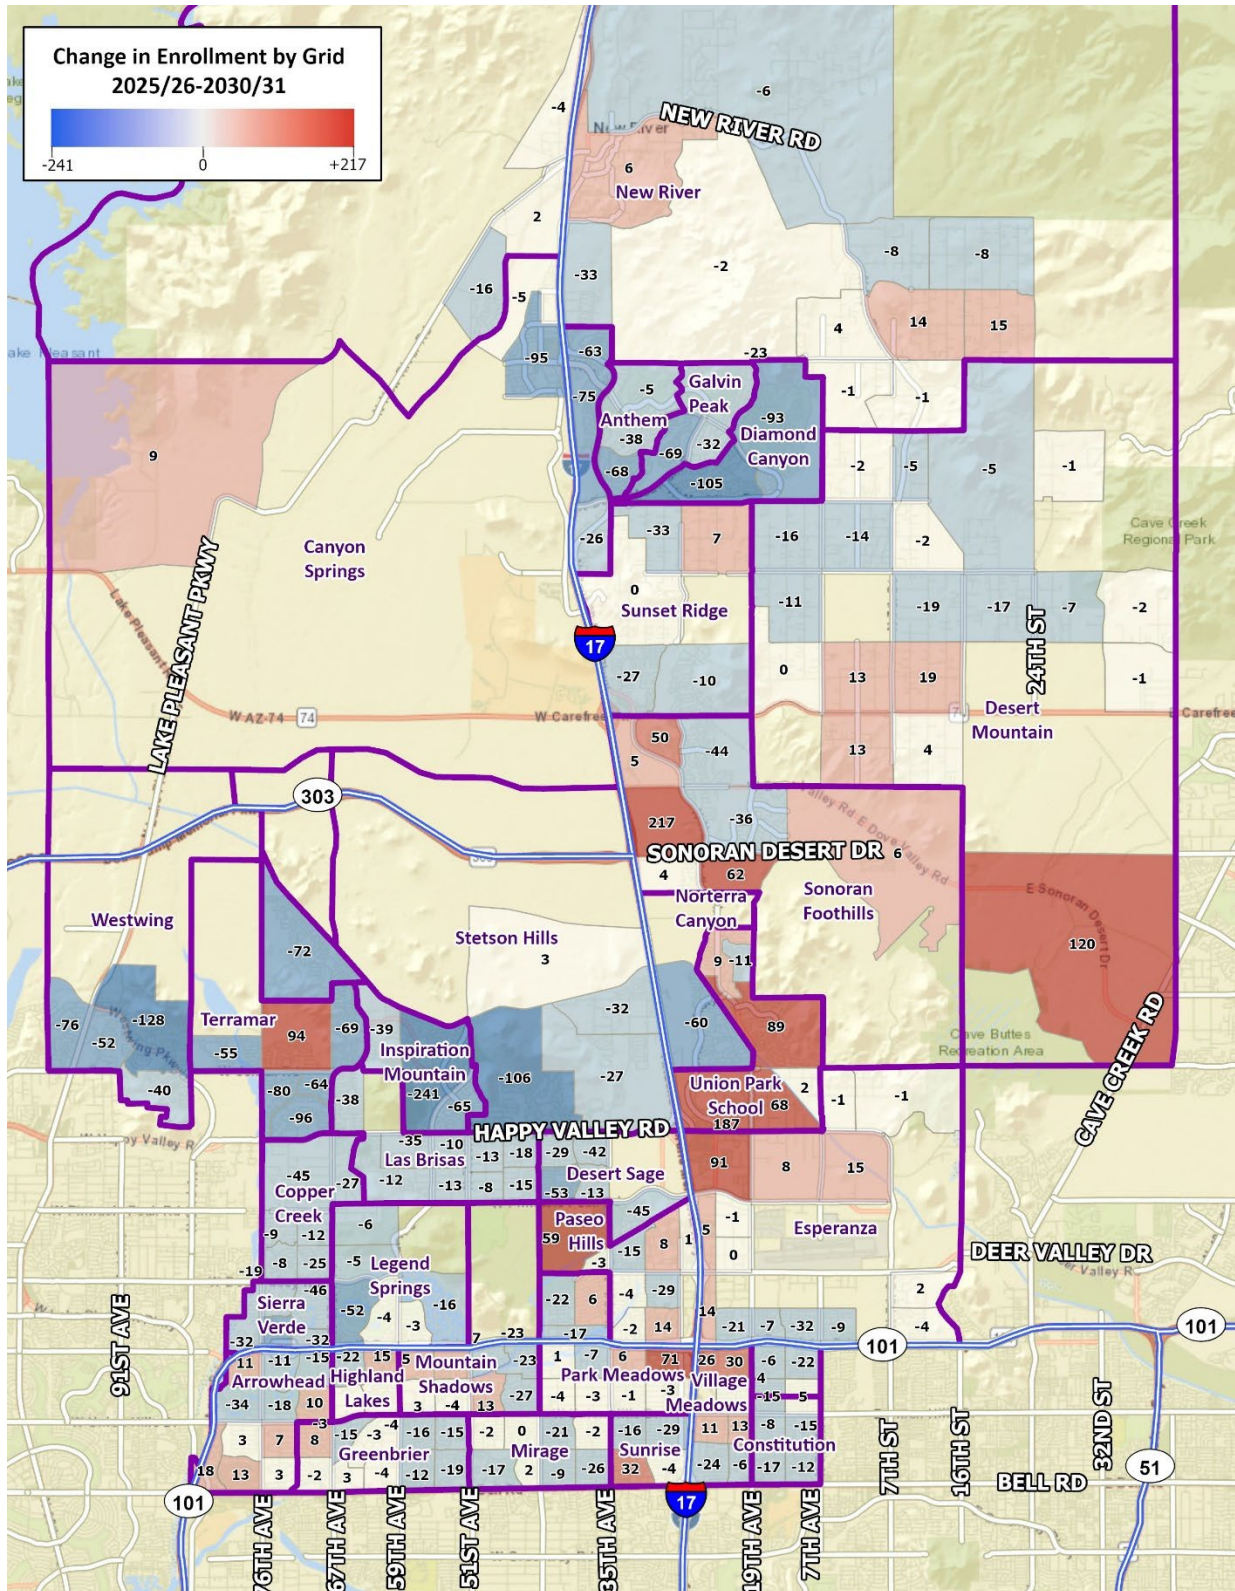 Change in Enrollment by Grid
2025/26-2030/31
-241 0 +217
-6
-4
NEW RIVER RD
New River
6
New River
2
-8
-8
-33
-2
-16
-5
4
14
15
-23
-95
-63
-5
Galvin
Peak
-1
-1
-75
Anthem
-93
-38
-32
Diamond
Canyon
-69
-68
-105
9
-2
-5
-5
-1
Cave Creek
Regional Park
Canyon
Springs
-26
-33
7
-16
-14
-2
0
Sunset Ridge
-11
-19
-17
-7
-2
17
LAKE PLEASANT PKWY
24TH ST
-27
-10
0
13
19
-1
Desert
Mountain
W AZ-74
74
W Carefree
E Carefree
50
5
-44
13
4
303
217
-36
SONORAN DESERT DR
6
4
62
E Sonoran Desert Dr
Norterra
Canyon
Sonoran
Foothills
Westwing
Stetson Hills
3
-72
9
-11
120
-76
-128
-52
Terramar
-55
94
-69
-39
-32
-60
89
Cave Buttes
Recreation Area
Inspiration
Mountain
-40
-80
-64
-96
-38
-241
-65
-106
-27
Union Park
School
2
68
187
-1
-1
CAVE CREEK RD
HAPPY VALLEY RD
-35
-10
Las Brisas
-13
-18
-29
-42
Desert Sage
91
8
15
-45
-27
-12
-13
-8
-15
-53
-13
Copper
Creek
-9
-12
-6
Paseo
Hills
59
-3
-45
-15
8
1
5
-1
0
Esperanza
DEER VALLEY DR
-8
-25
-5
Legend
Springs
-19
-46
Sierra
Verde
-52
-4
-3
-16
-22
6
-4
-29
14
2
-4
91ST AVE
-32
-32
7
-23
-17
-2
14
-21
-7
-32
-9
101
101
11
-11
-15
-22
15
5
Mountain
Shadows
-23
1
-7
6
71
26
30
-6
-22
Arrowhead
Highland
Lakes
Park Meadows
Village
Meadows
4
-34
-18
10
3
-4
13
-27
-4
-3
-1
-3
-15
5
-3
3
7
8
-15
-3
-4
-16
-15
-2
0
-21
-2
-16
-29
11
13
-8
-15
Greenbrier
Mirage
Sunrise
Constitution
18
13
3
-2
3
-4
-12
-19
-17
2
-9
-26
32
-4
-24
-6
-17
-12
101
17
BELL RD
51
76TH AVE
67TH AVE
59TH AVE
51ST AVE
35TH AVE
19TH AVE
7TH AVE
7TH ST
16TH ST
32ND ST